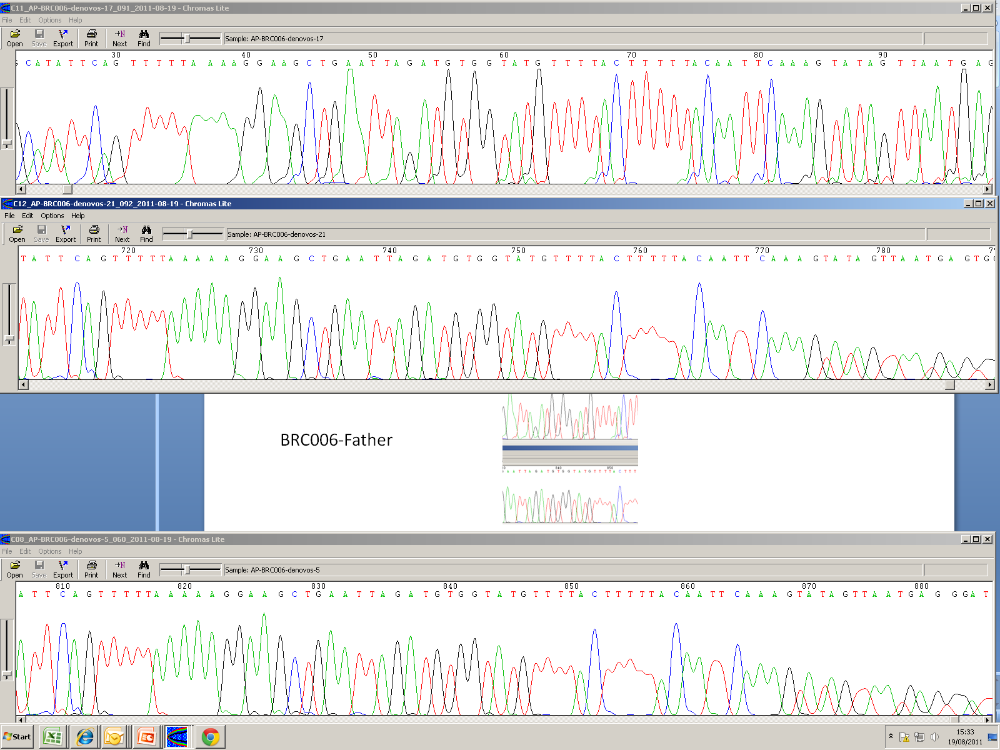 C11_AP-BRC006-denovos-17_091_2011-08-19 - Chromas Lite
File Edit Options Help
Open Save Export Print Next Find Sample: AP-BRC006-denovos-17
30 40 50 60 70 80 90
C A T A T T C A G T T T T T A A A A G G A A G C T G A A T T A G A T G T G G T A T G T T T T A C T T T T T A C A A T T C A A A G T A T A G T T A A T G A G
C12_AP-BRC006-denovos-21_092_2011-08-19 - Chromas Lite
File Edit Options Help
Open Save Export Print Next Find Sample: AP-BRC006-denovos-21
720 730 740 750 760 770 780
T A T T C A G T T T T T A A A A A G G A A G C T G A A T T A G A T G T G G T A T G T T T T A C T T T T T A C A A T T C A A A G T A T A G T T A A T G A G T G
BRC006-Father
840 850
A A T T A G A T G T G G T A T G T T T T A C T T T
C08_AP-BRC006-denovos-5_060_2011-08-19 - Chromas Lite
File Edit Options Help
Open Save Export Print Next Find Sample: AP-BRC006-denovos-5
810 820 830 840 850 860 870 880
A T T C A G T T T T T A A A A A G G A A G C T G A A T T A G A T G T G G T A T G T T T T A C T T T T T A C A A T T C A A A G T A T A G T T A A T G A G G G A T
Start
15:33
19/08/2011